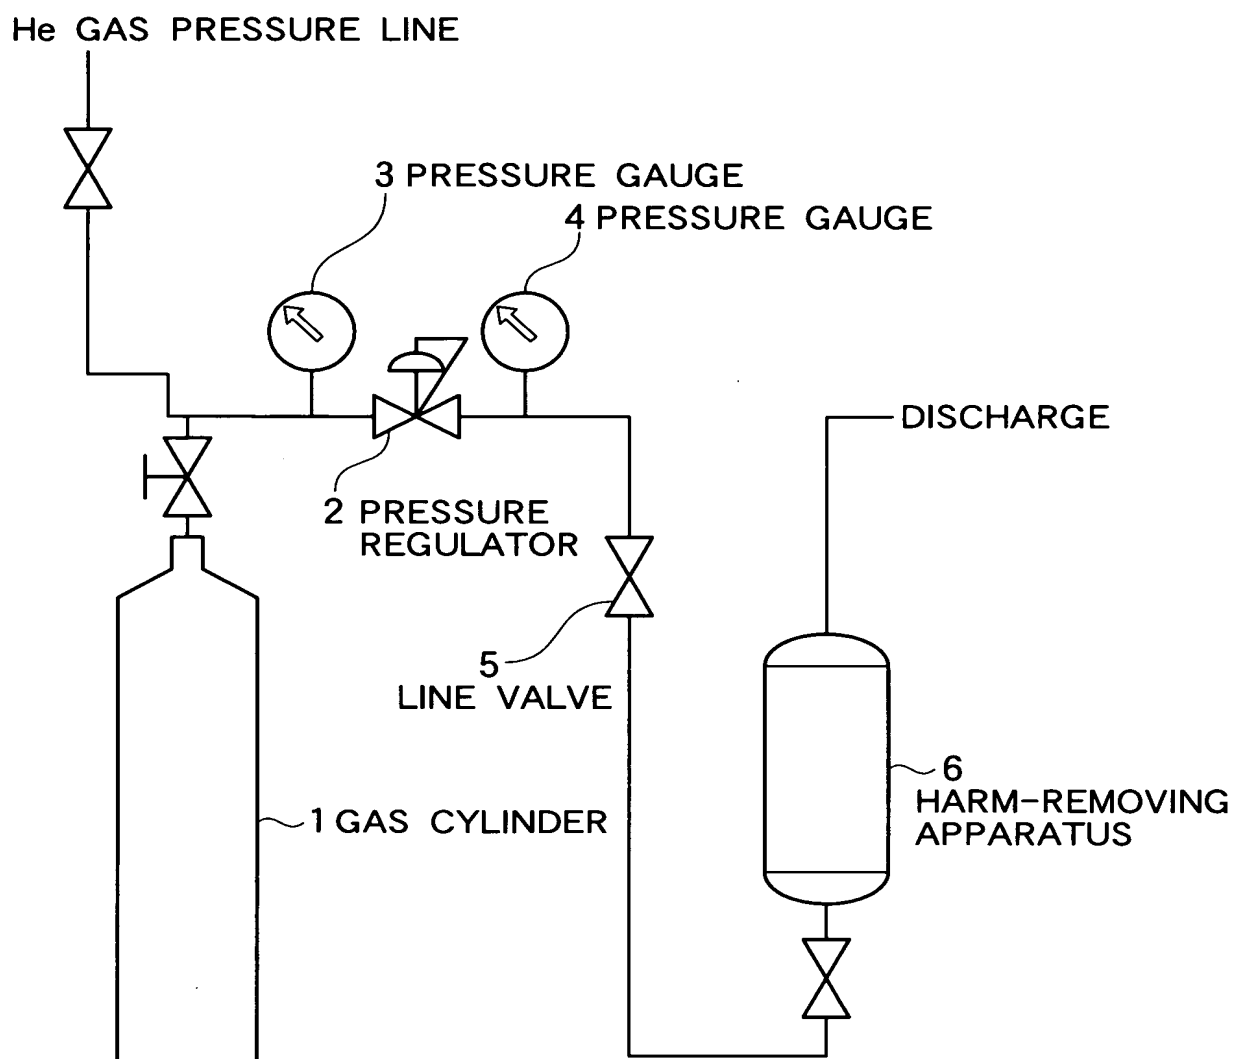 He GAS PRESSURE LINE
3 PRESSURE GAUGE
4 PRESSURE GAUGE
DISCHARGE
2 PRESSURE
REGULATOR
5
LINE VALVE
6
HARM-REMOVING
APPARATUS
1 GAS CYLINDER